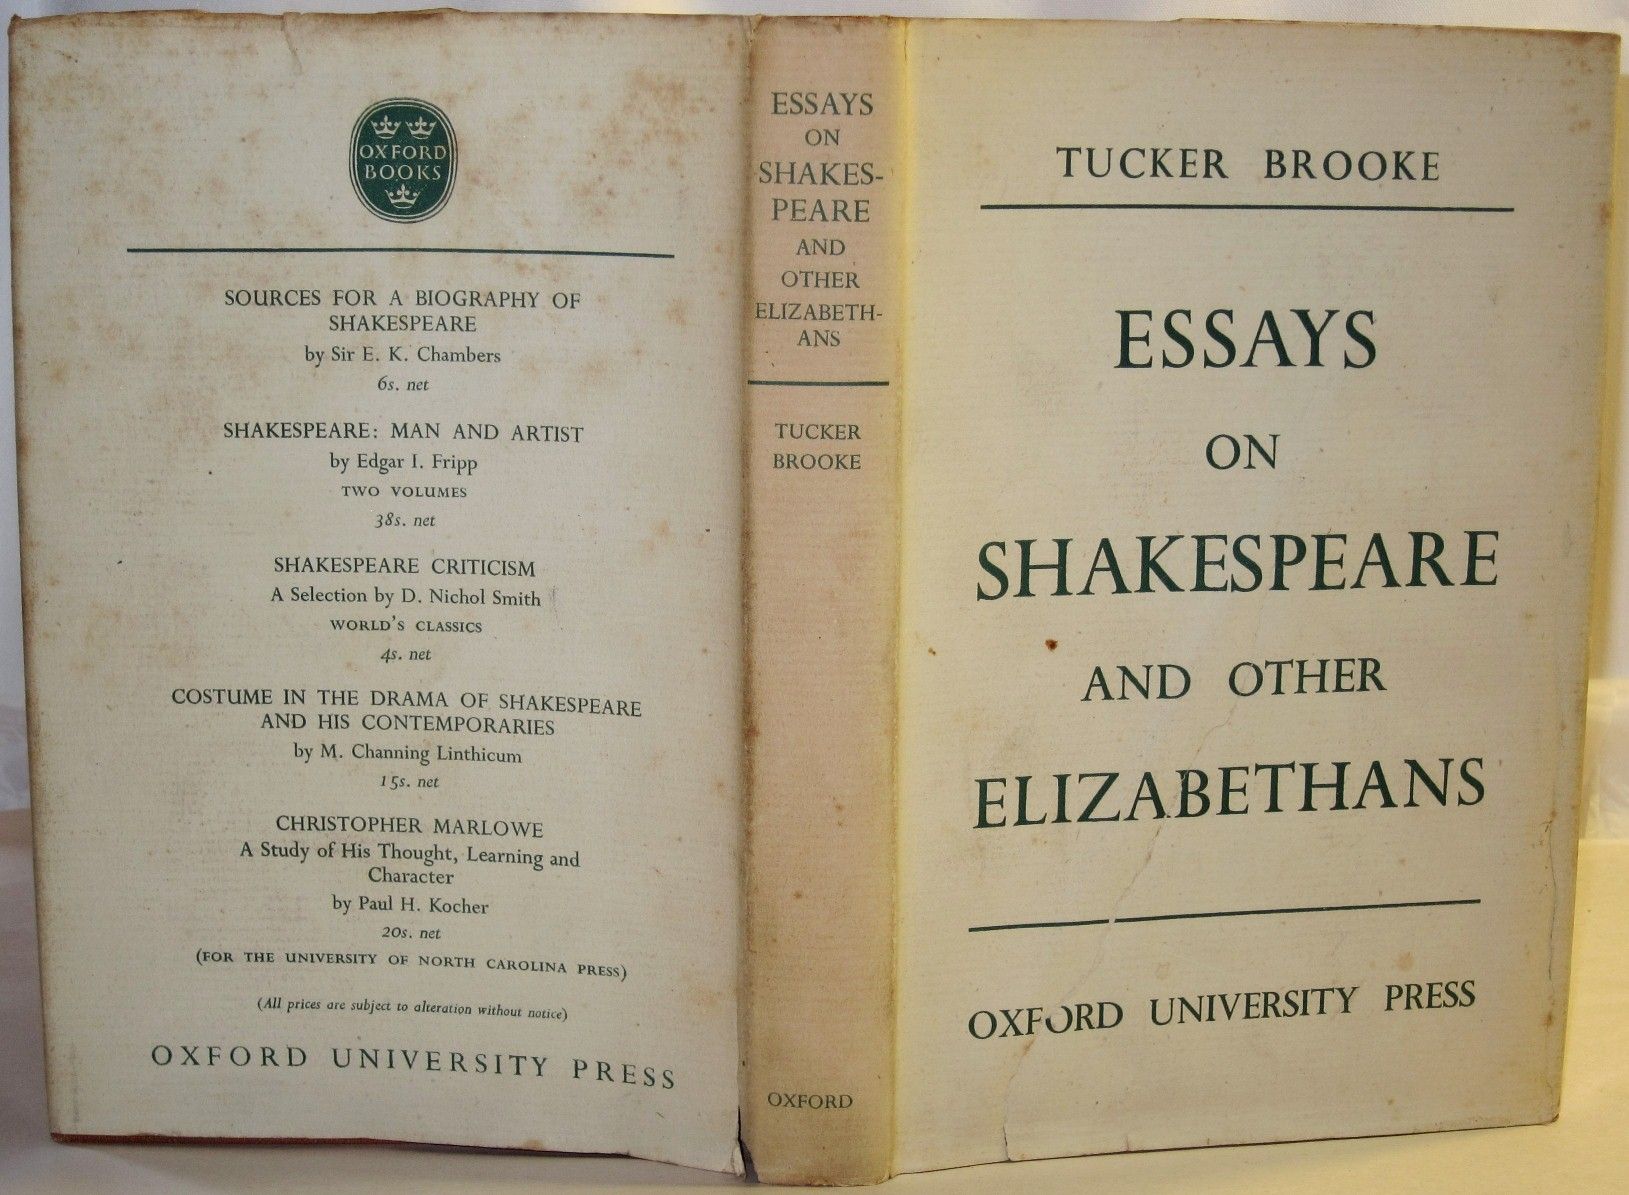 OXFORD
BOOKS
SOURCES FOR A BIOGRAPHY OF
SHAKESPEARE
by Sir E. K. Chambers
6s. net
SHAKESPEARE: MAN AND ARTIST
by Edgar I. Fripp
TWO VOLUMES
38s. net
SHAKESPEARE CRITICISM
A Selection by D. Nichol Smith
WORLD'S CLASSICS
4s. net
COSTUME IN THE DRAMA OF SHAKESPEARE
AND HIS CONTEMPORARIES
by M. Channing Linthicum
15s. net
CHRISTOPHER MARLOWE
A Study of His Thought, Learning and
Character
by Paul H. Kocher
20s. net
(FOR THE UNIVERSITY OF NORTH CAROLINA PRESS)
(All prices are subject to alteration without notice)
OXFORD UNIVERSITY PRESS
ESSAYS
ON
SHAKES-
PEARE
AND
OTHER
ELIZABETH-
ANS
TUCKER
BROOKE
OXFORD
TUCKER BROOKE
ESSAYS
ON
SHAKESPEARE
AND OTHER
ELIZABETHANS
OXFORD UNIVERSITY PRESS